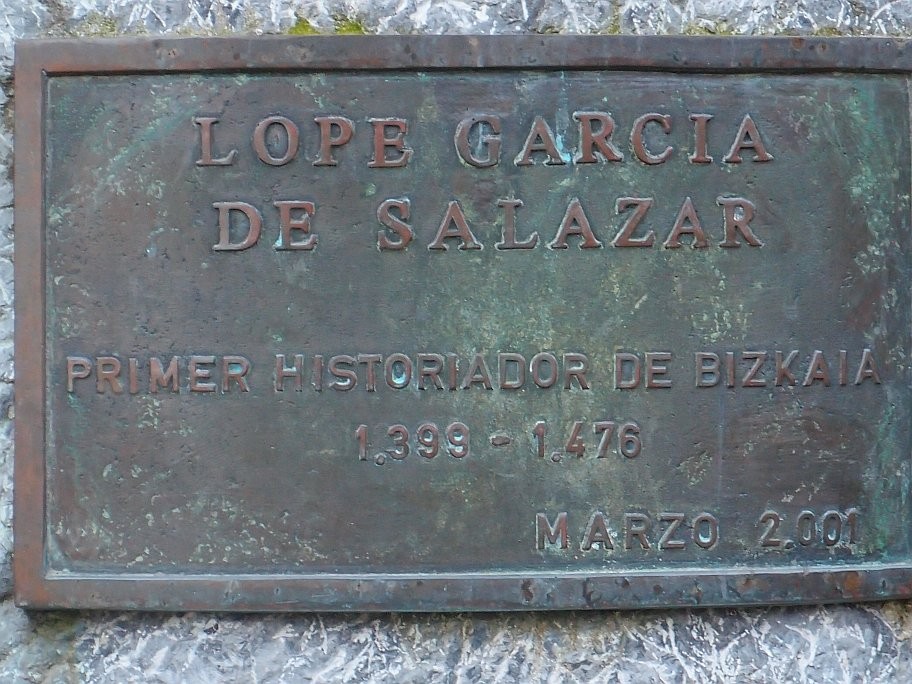 LOPE GARCIA
DE SALAZAR
PRIMER HISTORIADOR DE BIZKAIA
1.399 - 1.476
MARZO 2.001